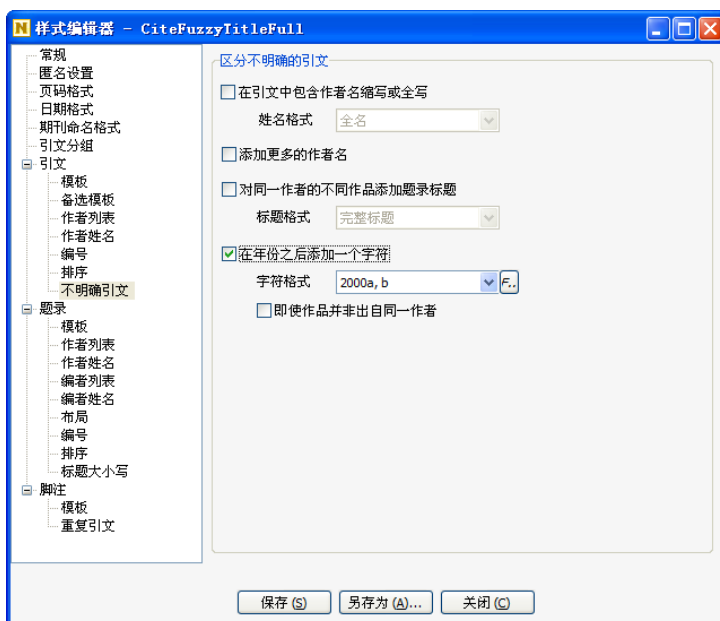 样式编辑器 - CiteFuzzyTitleFull
常规
匿名设置
页码格式
日期格式
期刊命名格式
引文分组
引文
模板
备选模板
作者列表
作者姓名
编号
排序
不明确引文
题录
模板
作者列表
作者姓名
编者列表
编者姓名
布局
编号
排序
标题大小写
脚注
模板
重复引文
区分不明确的引文
在引文中包含作者名缩写或全写
姓名格式 全名
添加更多的作者名
对同一作者的不同作品添加题录标题
标题格式 完整标题
在年份之后添加一个字符
字符格式 2000a, b F..
即使作品并非出自同一作者
保存 (S) 另存为 (A)... 关闭 (C)